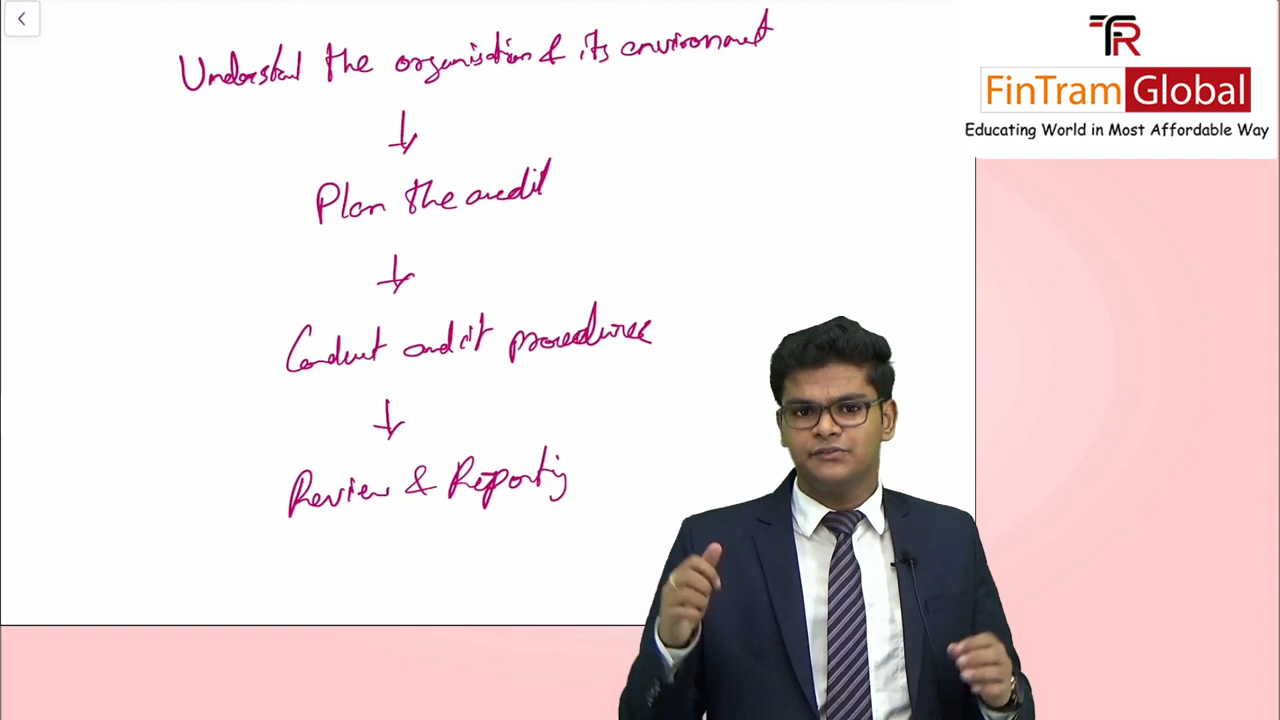 Understand the organisation & its environment
Plan the audit
Conduct audit procedures
Review & Reporting
TR
FinTram Global
Educating World in Most Affordable Way